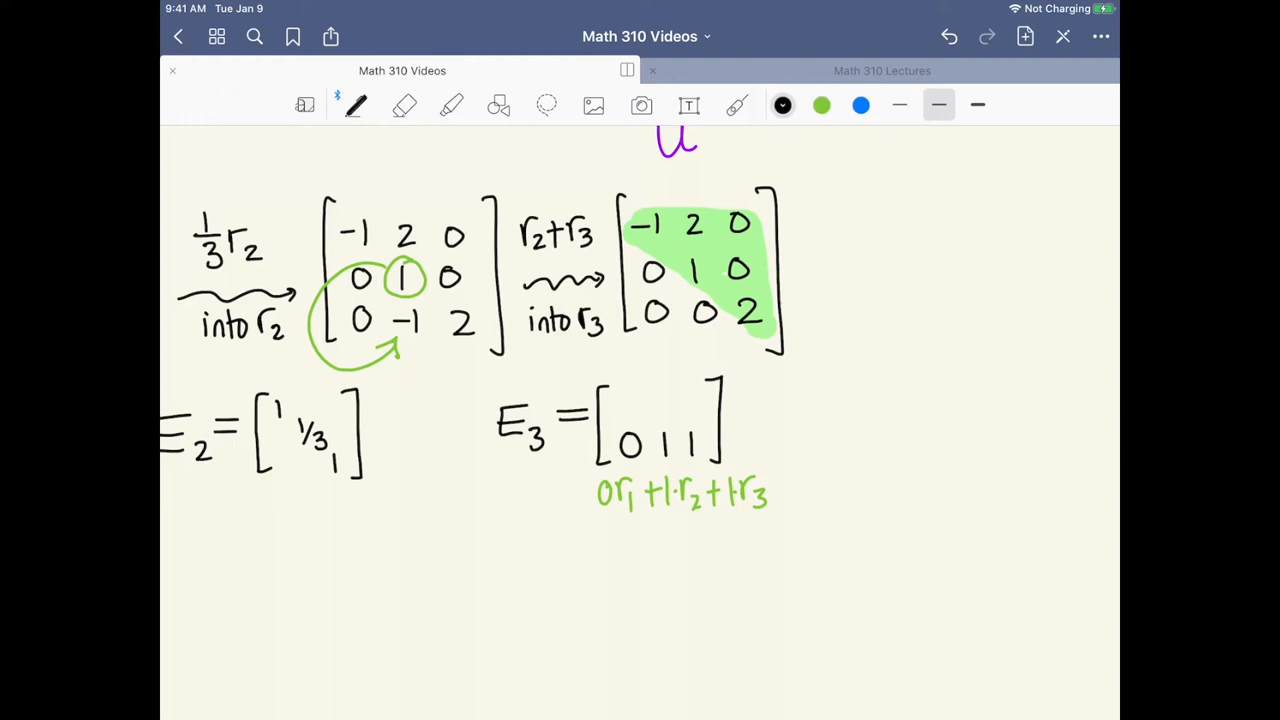 9:41 AM Tue Jan 9
Not Charging
Math 310 Videos
Math 310 Videos
Math 310 Lectures
T
U
1/3 r₂ into r₂
[-1 2 0
0 1 0
0 -1 2]
r₂+r₃ into r₃
[-1 2 0
0 1 0
0 0 2]
E₂ = [1 1/3 1]
E₃ = [0 1 1]
0r₁ + 1·r₂ + 1·r₃